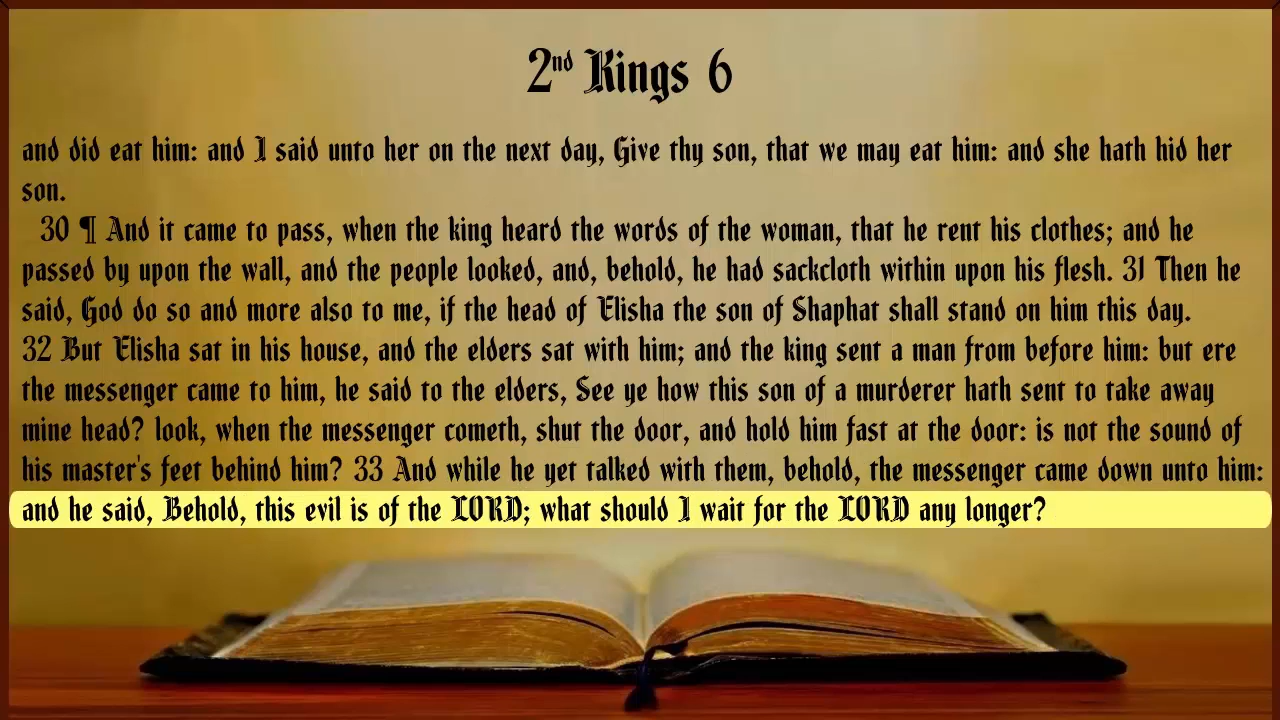 2nd Kings 6
and did eat him: and I said unto her on the next day, Give thy son, that we may eat him: and she hath hid her
son.
30 ¶ And it came to pass, when the king heard the words of the woman, that he rent his clothes; and he
passed by upon the wall, and the people looked, and, behold, he had sackcloth within upon his flesh. 31 Then he
said, God do so and more also to me, if the head of Elisha the son of Shaphat shall stand on him this day.
32 But Elisha sat in his house, and the elders sat with him; and the king sent a man from before him: but ere
the messenger came to him, he said to the elders, See ye how this son of a murderer hath sent to take away
mine head? look, when the messenger cometh, shut the door, and hold him fast at the door: is not the sound of
his master's feet behind him? 33 And while he yet talked with them, behold, the messenger came down unto him:
and he said, Behold, this evil is of the LORD; what should I wait for the LORD any longer?